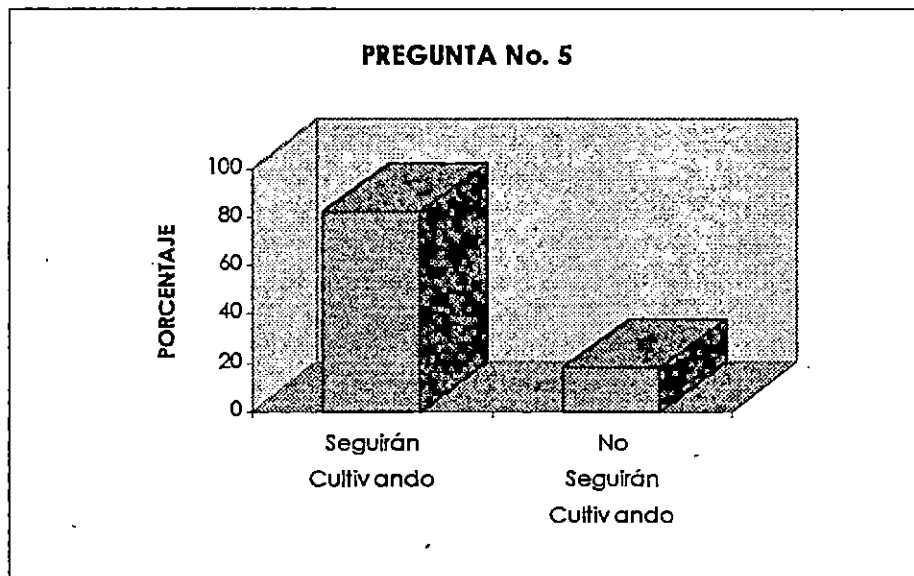 PREGUNTA No. 5
PORCENTAJE
100
80
60
40
20
0
Seguirán
Cultivando
No
Seguirán
Cultivando